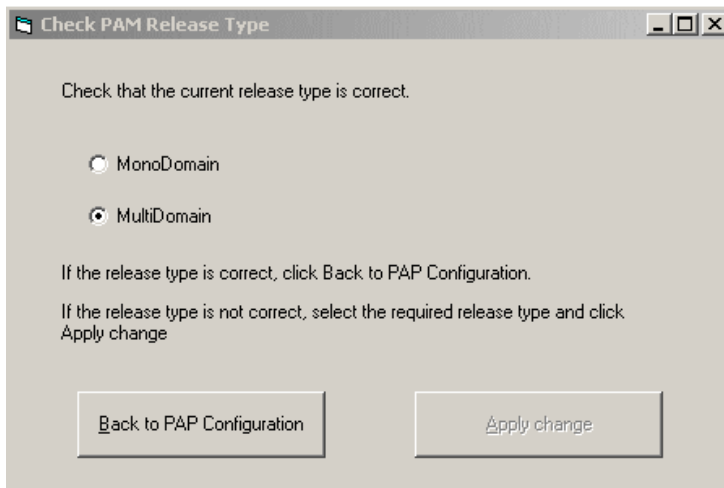 Check PAM Release Type
Check that the current release type is correct.
MonoDomain
MultiDomain
If the release type is correct, click Back to PAP Configuration.
If the release type is not correct, select the required release type and click
Apply change
Back to PAP Configuration
Apply change